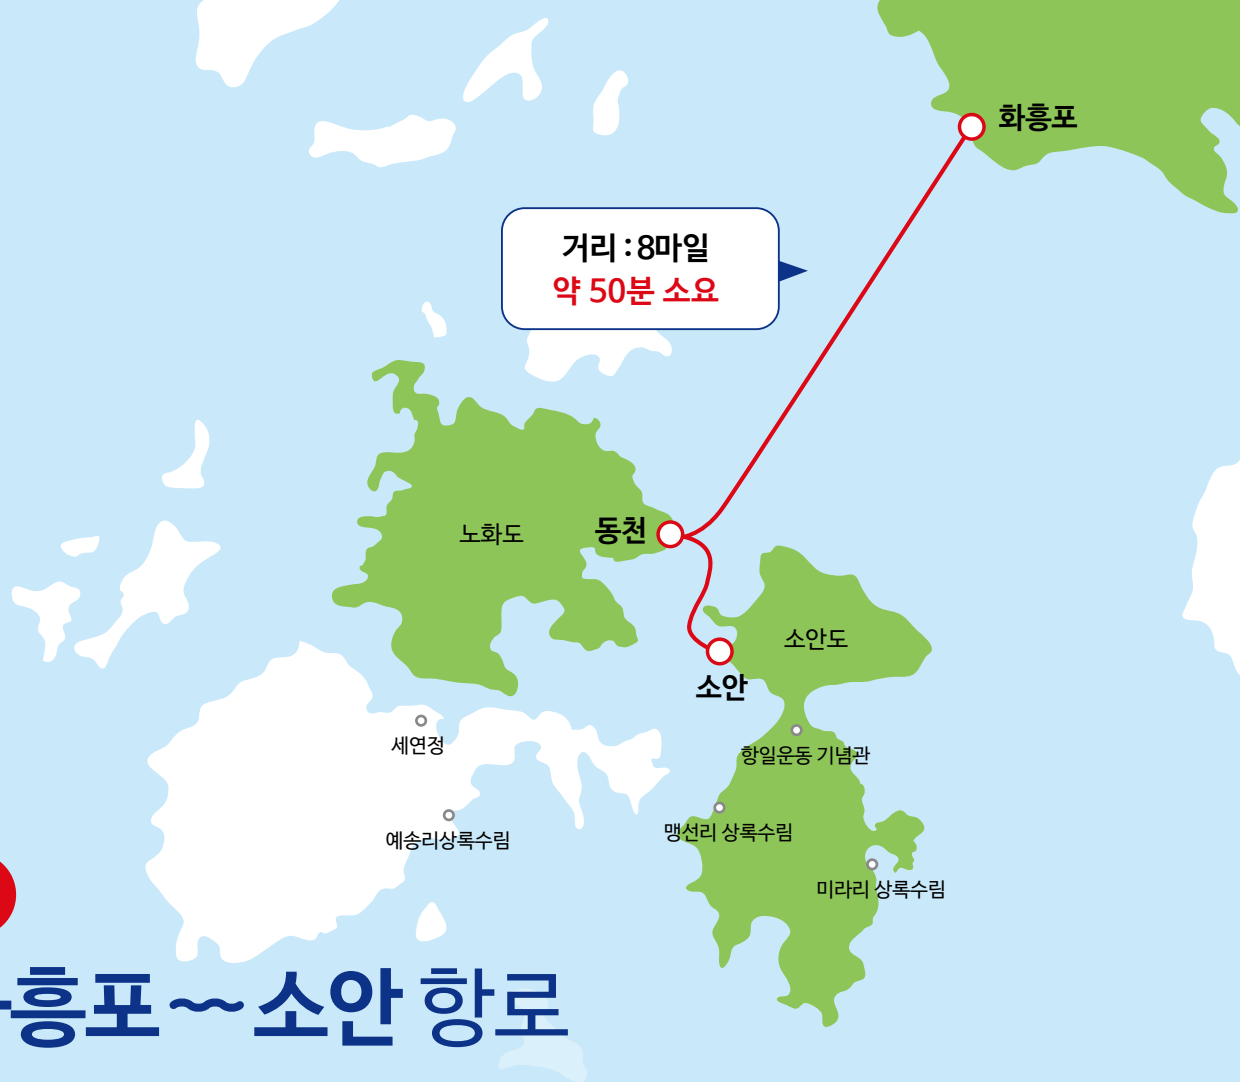 화흥포
거리 : 8마일
약 50분 소요
노화도
동천
소안도
소안
세연정
항일운동 기념관
예송리상록수림
맹선리 상록수림
미라리 상록수림
흥포~~소안 항로